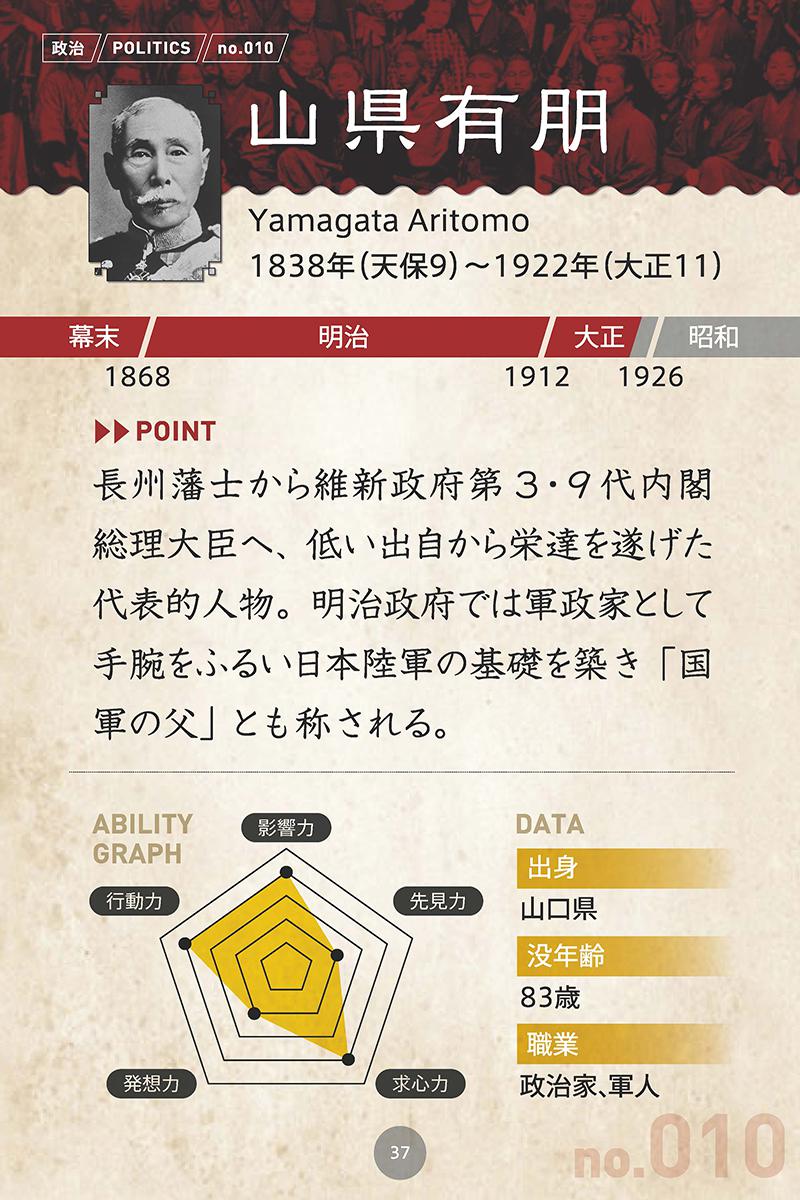 政治 POLITICS no.010
山県有朋
Yamagata Aritomo
1838年(天保9)～1922年(大正11)
幕末 明治 大正 昭和
1868 1912 1926
POINT
長州藩士から維新政府第3・9代内閣
総理大臣へ、低い出自から栄達を遂げた
代表的人物。明治政府では軍政家として
手腕をふるい日本陸軍の基礎を築き「国
軍の父」とも称される。
ABILITY
GRAPH
影響力
行動力
先見力
発想力
求心力
DATA
出身
山口県
没年齢
83歳
職業
政治家、軍人
37
no.010